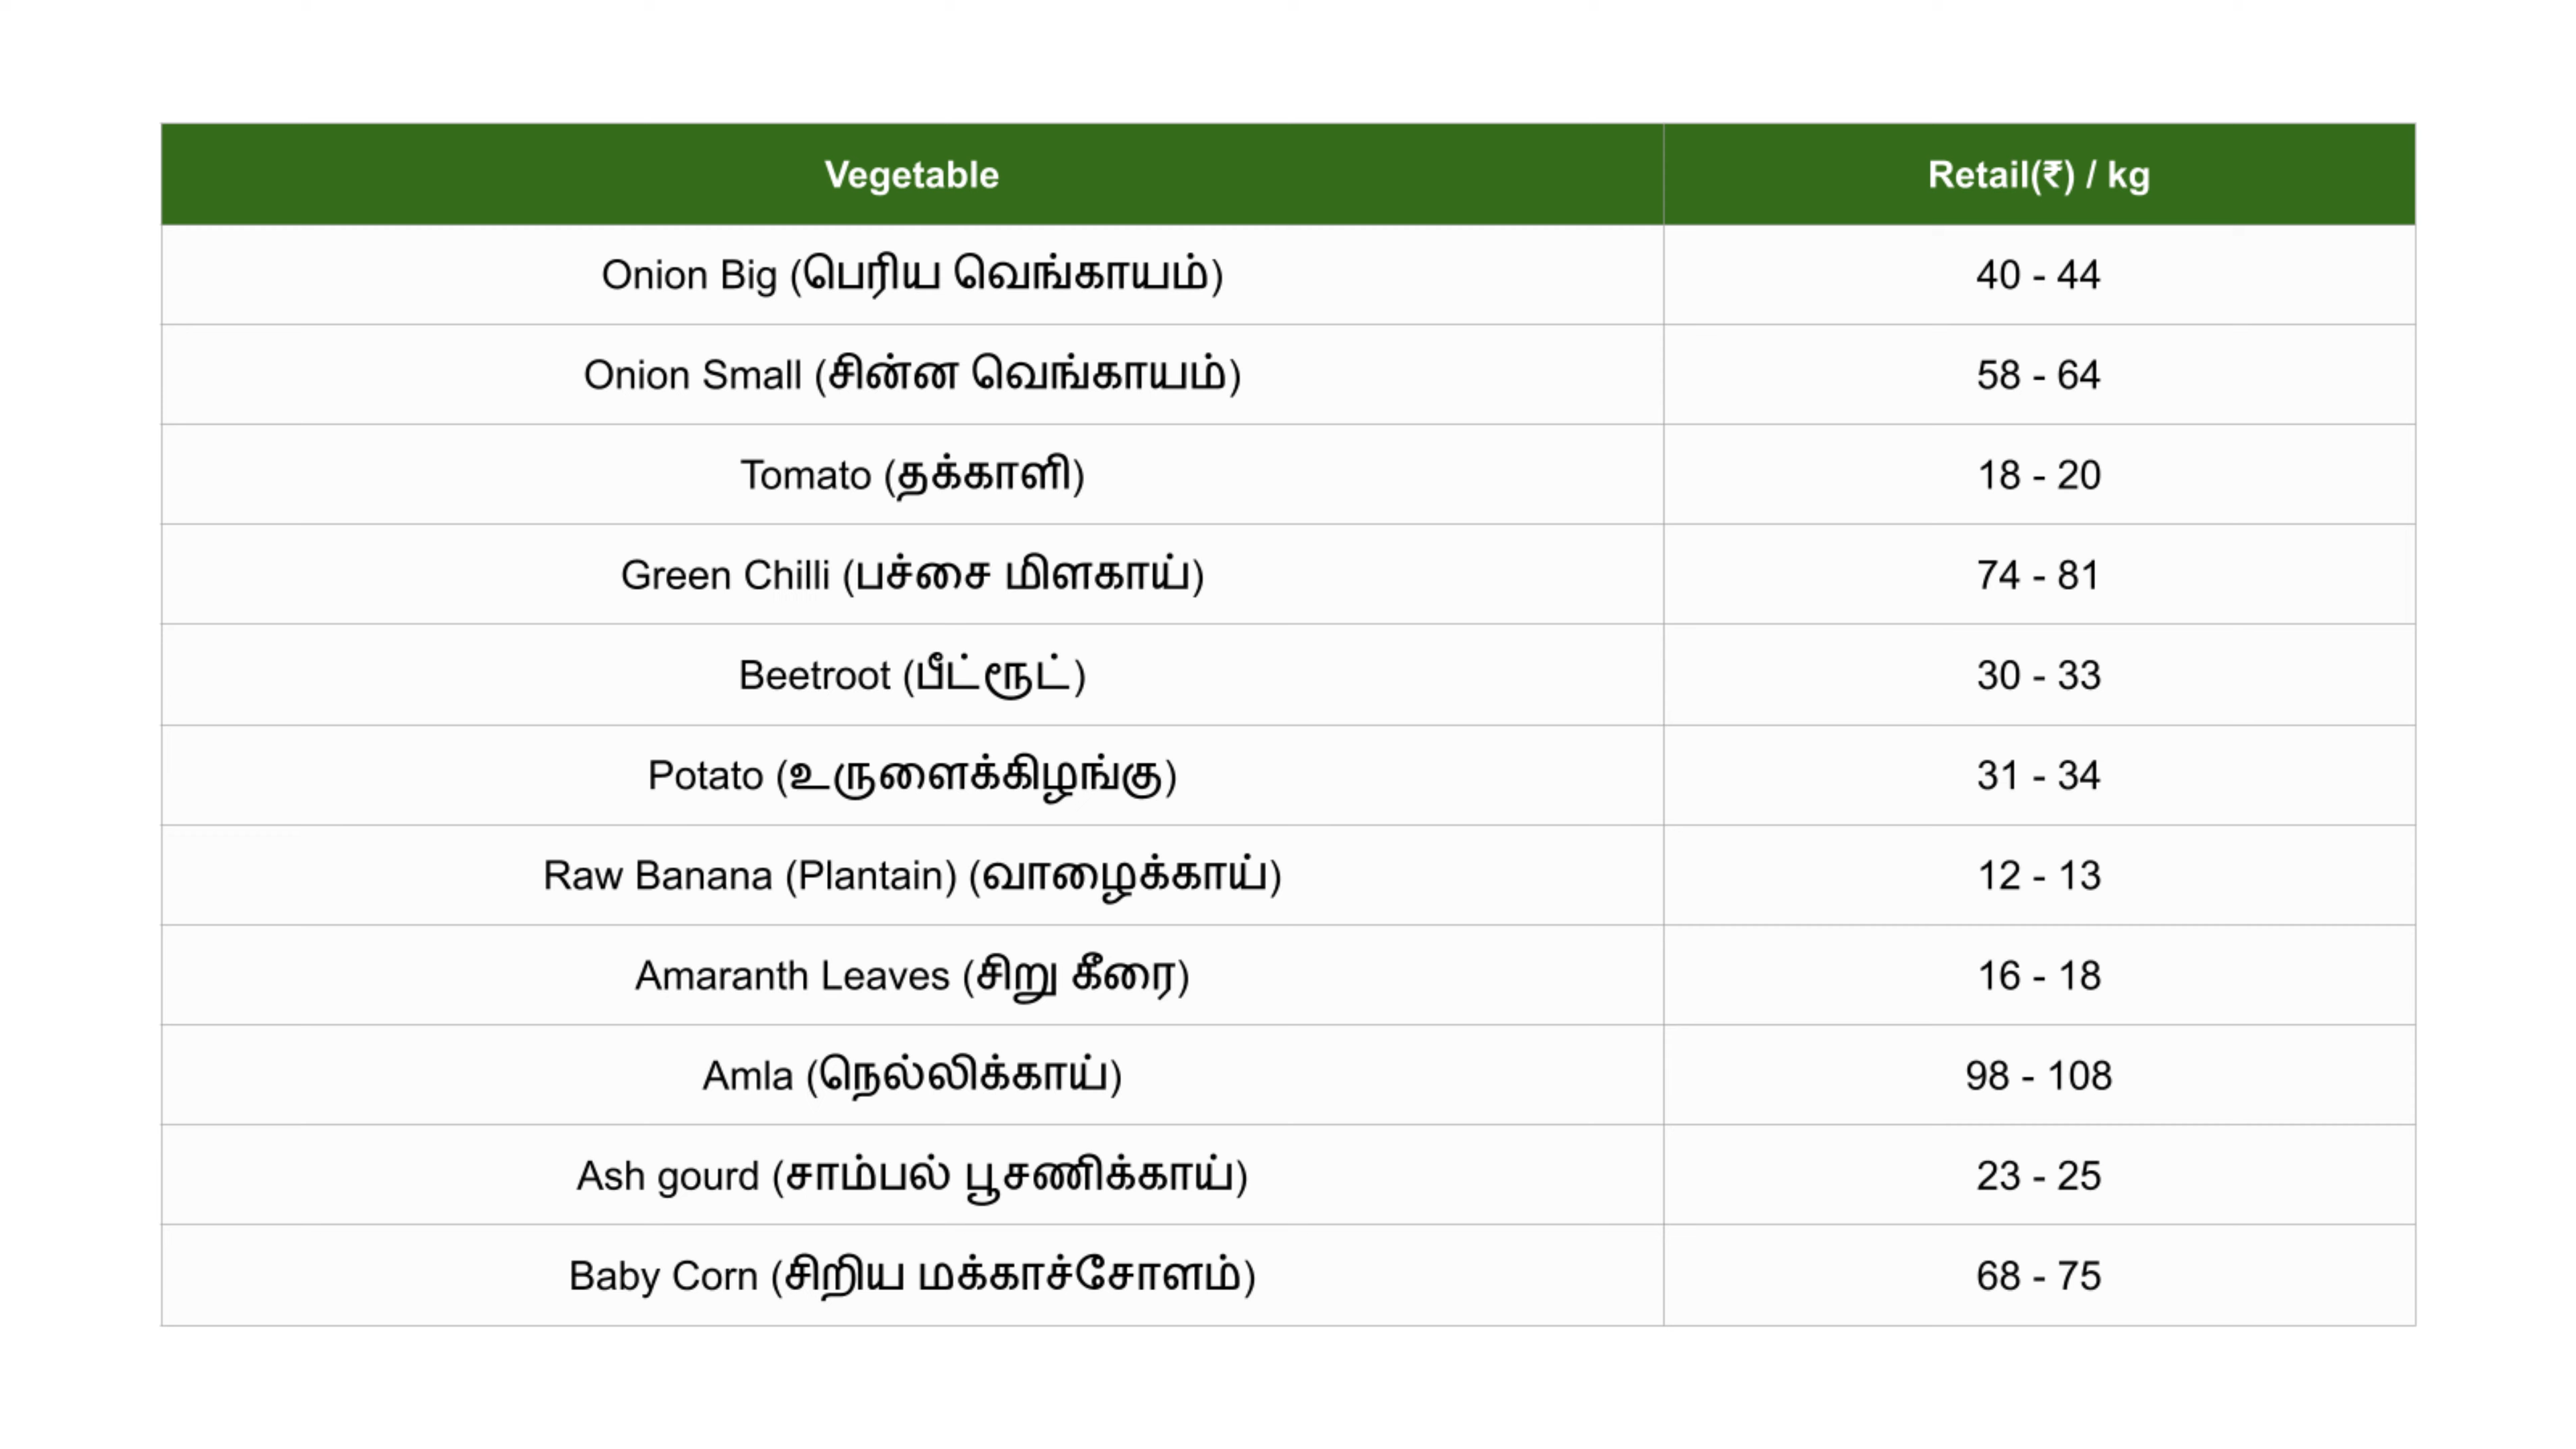 Vegetable Retail(₹) / kg
Onion Big (பெரிய வெங்காயம்) 40 - 44
Onion Small (சின்ன வெங்காயம்) 58 - 64
Tomato (தக்காளி) 18 - 20
Green Chilli (பச்சை மிளகாய்) 74 - 81
Beetroot (பீட்ரூட்) 30 - 33
Potato (உருளைக்கிழங்கு) 31 - 34
Raw Banana (Plantain) (வாழைக்காய்) 12 - 13
Amaranth Leaves (சிறு கீரை) 16 - 18
Amla (நெல்லிக்காய்) 98 - 108
Ash gourd (சாம்பல் பூசணிக்காய்) 23 - 25
Baby Corn (சிறிய மக்காச்சோளம்) 68 - 75